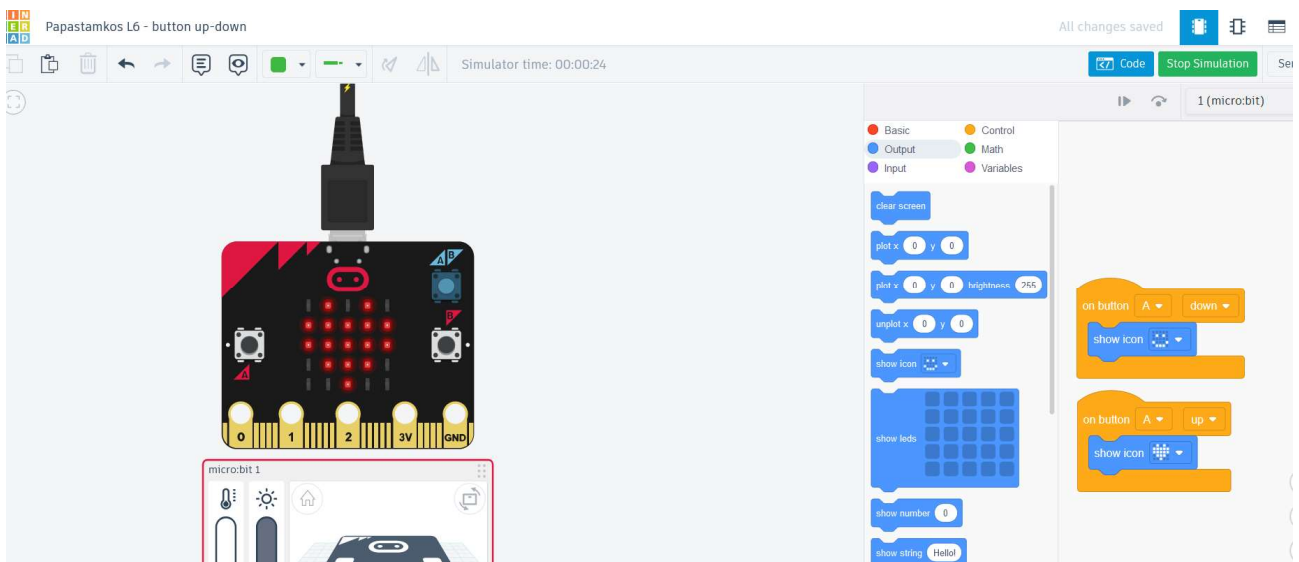 IN
ER
AD
Papastamkos L6 - button up-down
All changes saved
Simulator time: 00:00:24
Code
Stop Simulation
1 (micro:bit)
Basic
Control
Output
Math
Input
Variables
clear screen
plot x 0 y 0
plot x 0 y 0 brightness 255
unplot x 0 y 0
show icon
show leds
show number 0
show string Hello!
on button A down
show icon
on button A up
show icon
A B
B
A
0 1 2 3V GND
micro:bit 1